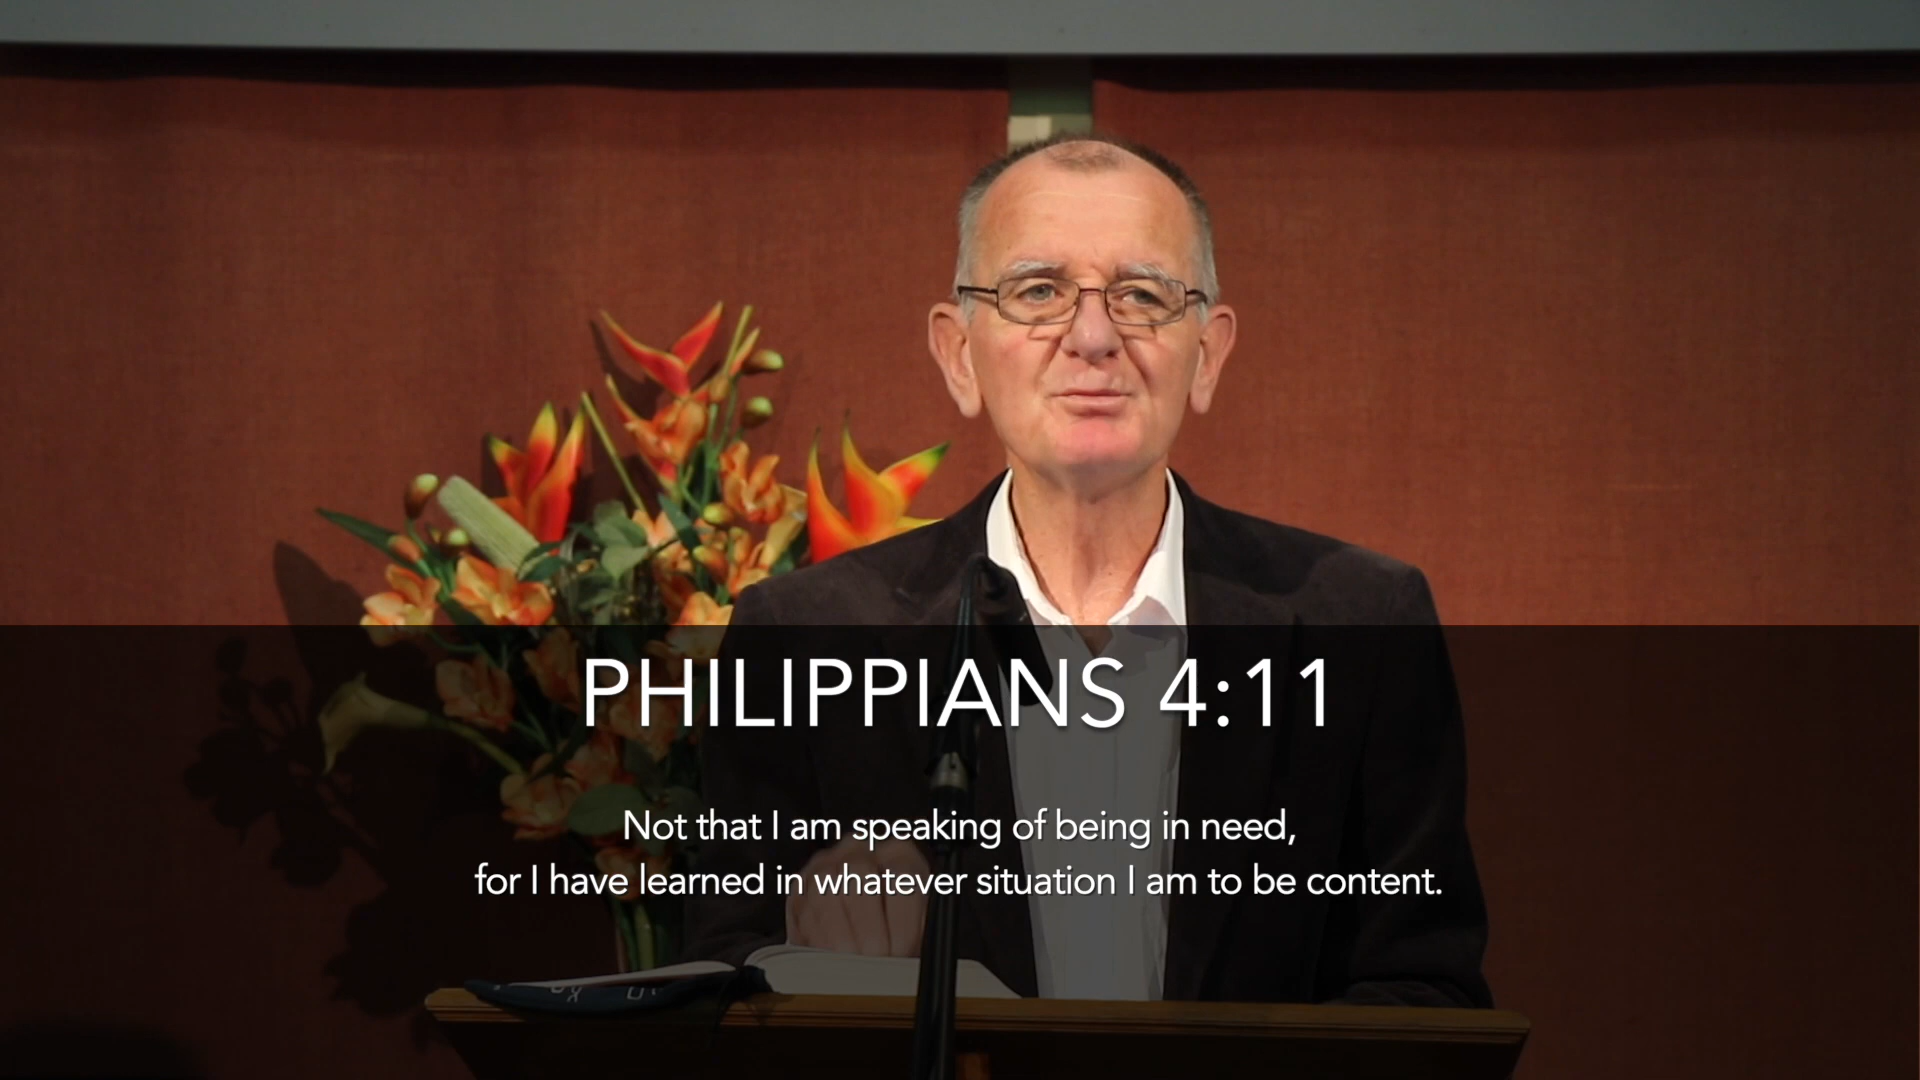 PHILIPPIANS 4:11
Not that I am speaking of being in need,
for I have learned in whatever situation I am to be content.